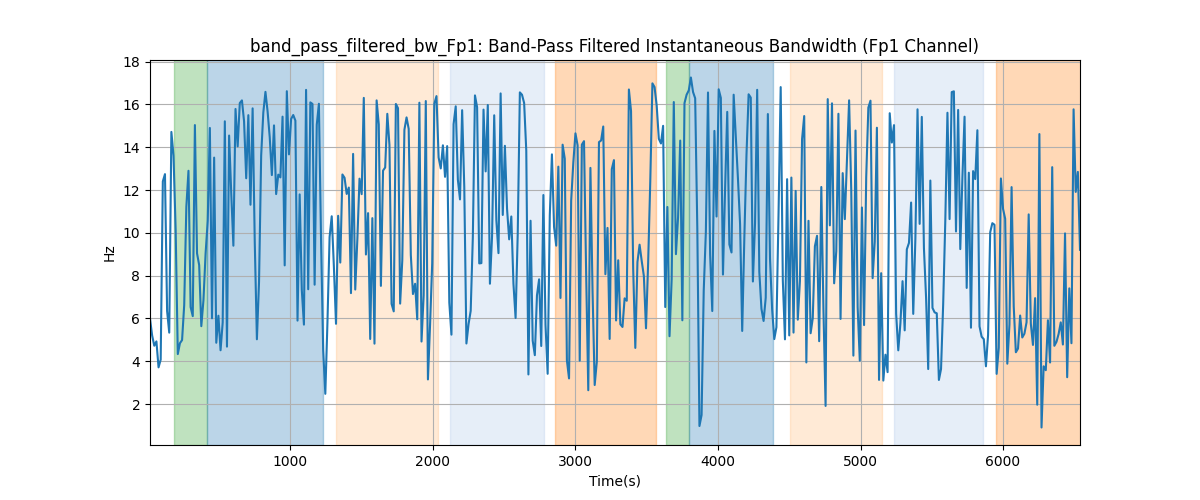 band_pass_filtered_bw_Fp1: Band-Pass Filtered Instantaneous Bandwidth (Fp1 Channel)
18
16
14
12
10
8
6
4
2
Hz
1000 2000 3000 4000 5000 6000
Time(s)